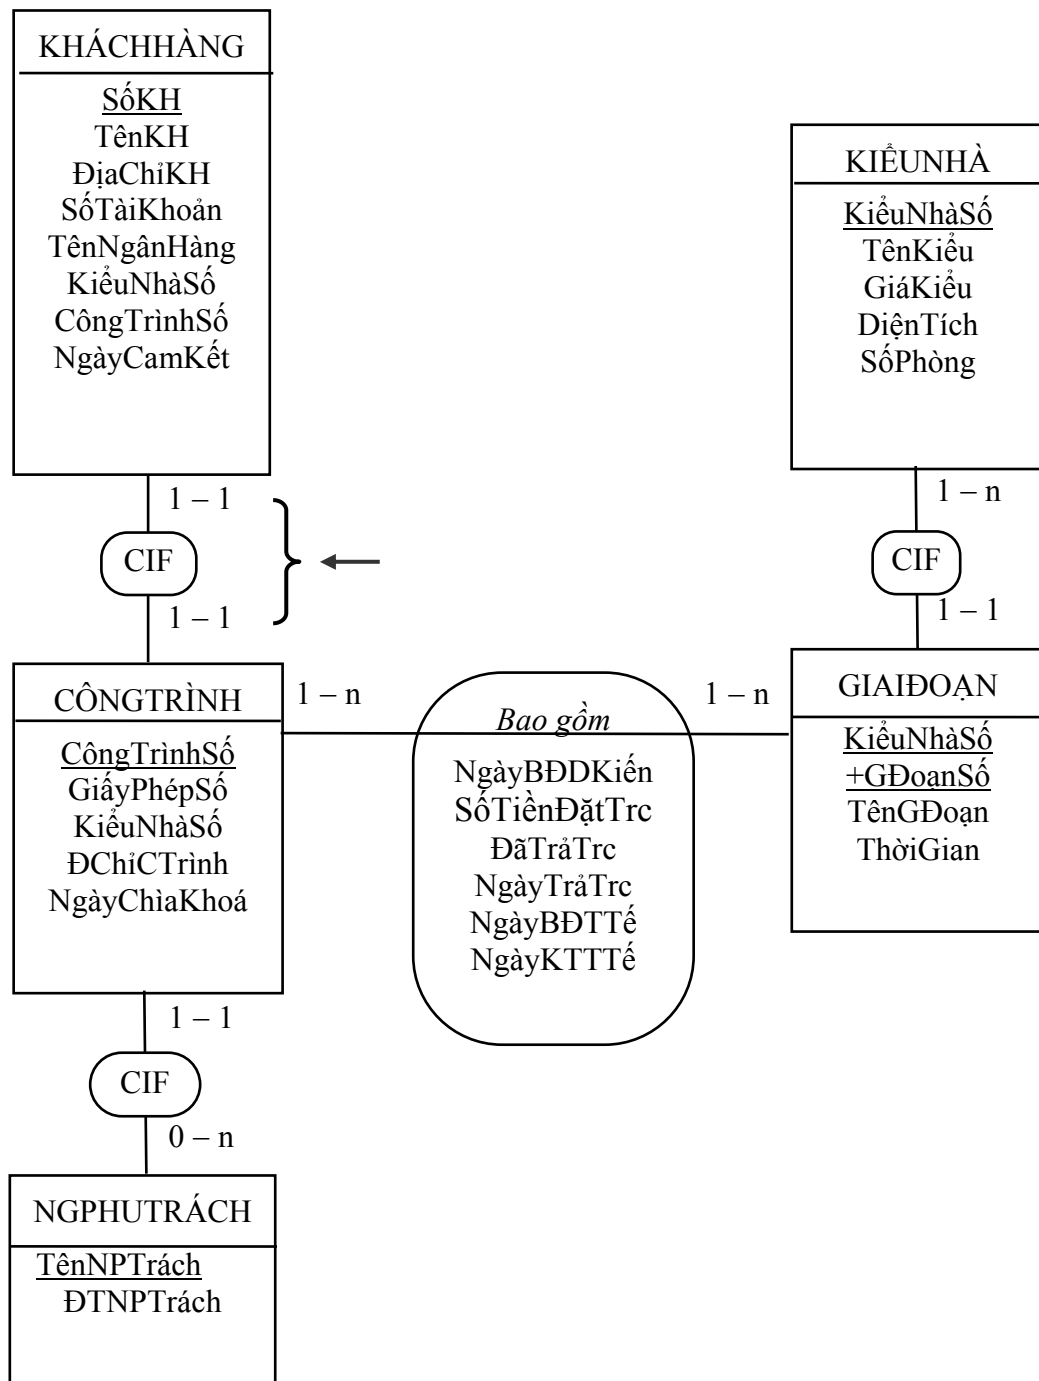 KHÁCHHÀNG
SốKH
TênKH
ĐịaChỉKH
SốTàiKhoản
TênNgânHàng
KiểuNhàSố
CôngTrìnhSố
NgàyCamKết
KIỂUNHÀ
KiểuNhàSố
TênKiểu
GiáKiểu
DiệnTích
SốPhòng
1 – 1
CIF
1 – 1
1 – n
CIF
1 – 1
CÔNGTRÌNH
CôngTrìnhSố
GiấyPhépSố
KiểuNhàSố
ĐChỉCTrình
NgàyChìaKhoá
1 – n
Bao gồm
NgàyBĐDKiến
SốTiềnĐặtTrc
ĐãTrảTrc
NgàyTrảTrc
NgàyBĐTTế
NgàyKTTTế
1 – n
GIAIĐOẠN
KiểuNhàSố
+GĐoạnSố
TênGĐoạn
ThờiGian
1 – 1
CIF
0 – n
NGPHUTRÁCH
TênNPTrách
ĐTNPTrách